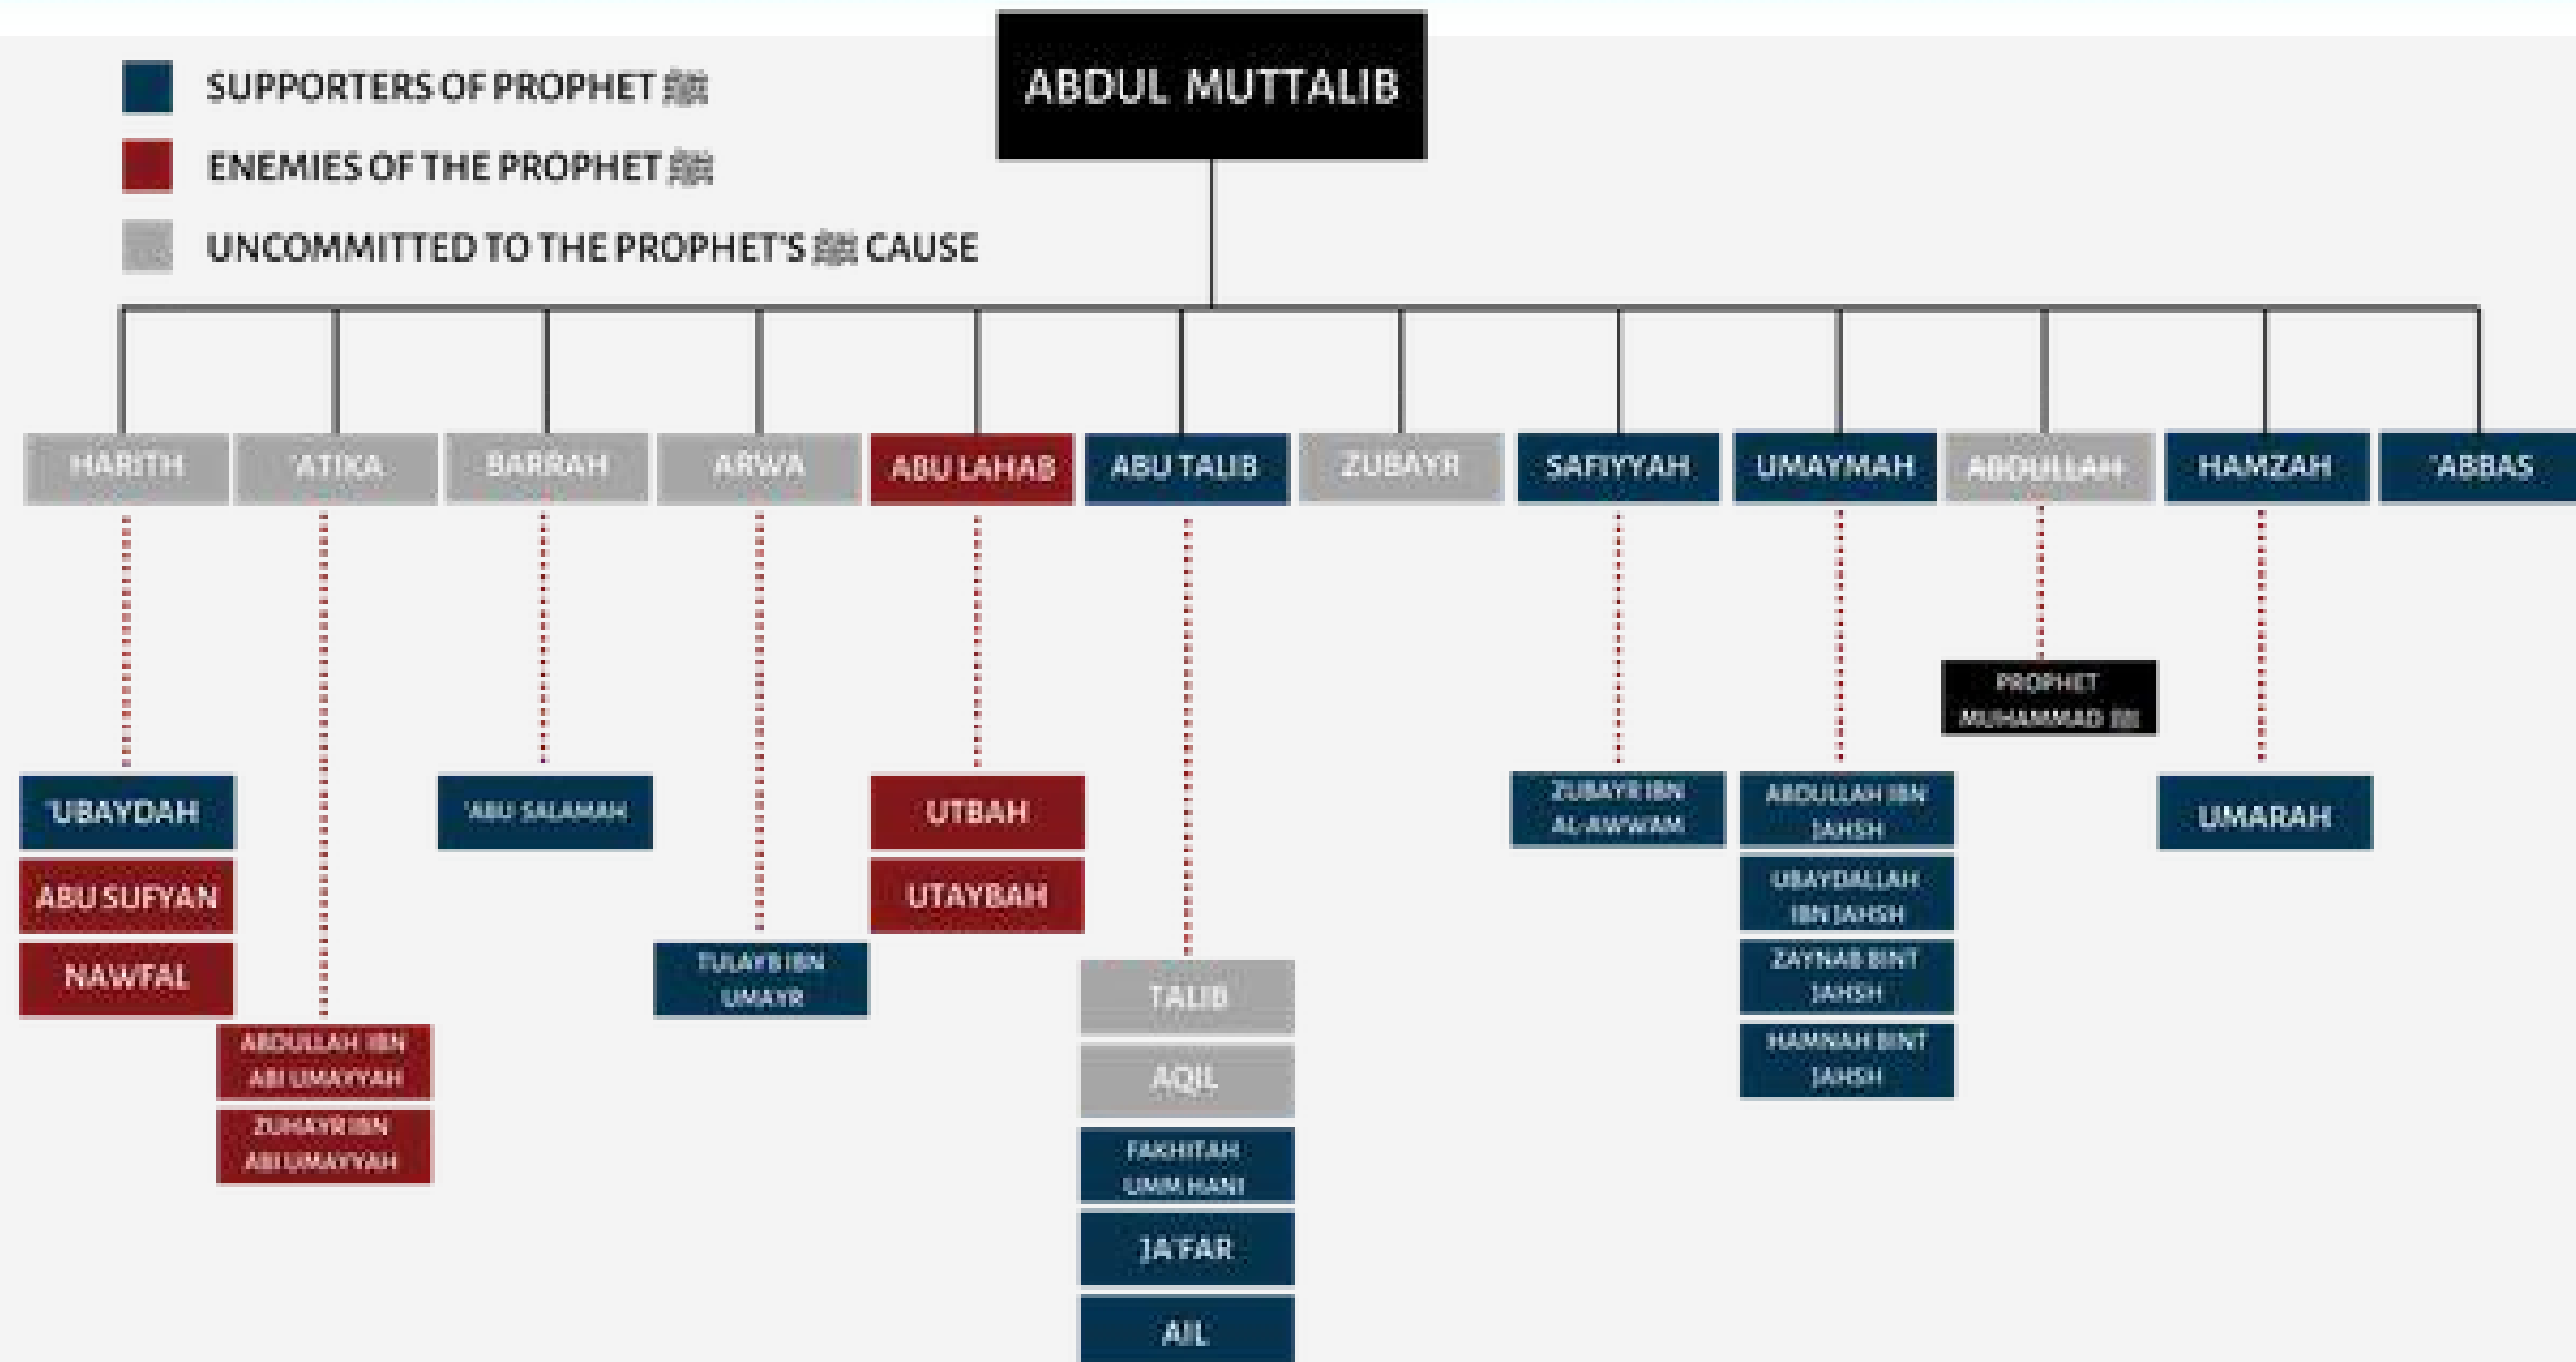 ABDUL MUTTALIB
SUPPORTERS OF PROPHET ﷺ
ENEMIES OF THE PROPHET ﷺ
UNCOMMITTED TO THE PROPHET'S ﷺ CAUSE
HARITH
'ATIKA
BARRAH
ARWA
ABU LAHAB
ABU TALIB
ZUBAYR
SAFIYYAH
UMAYMAH
ABDULLAH
HAMZAH
'ABBAS
PROPHET
MUHAMMAD ﷺ
'UBAYDAH
ABU SUFYAN
NAWFAL
ABDULLAH IBN
ABI UMAYYAH
ZUHAYR IBN
ABI UMAYYAH
'ABU SALAMAH
TULAYB IBN
UMAYR
UTBAH
UTAYBAH
TALIB
AQIL
FAKHITAH
UMM HANI
JA'FAR
AIL
ZUBAYR IBN
AL-AWWAM
ABDULLAH IBN
JAHSH
UBAYDALLAH
IBN JAHSH
ZAYNAB BINT
JAHSH
HAMNAH BINT
JAHSH
UMARAH